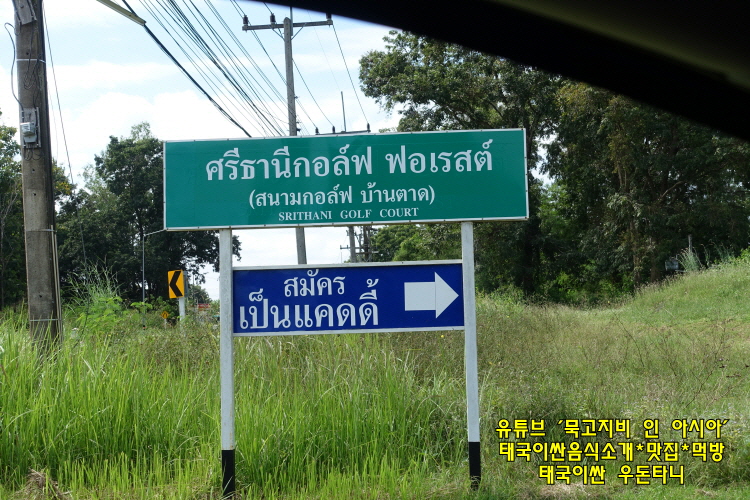 ศรีธานีกอล์ฟ ฟอเรสต์
(สนามกอล์ฟ บ้านตาด)
SRITHANI GOLF COURT
สมัคร
เป็นแคดดี้
유튜브 '묵고지비 인 아시아'
태국이싼음식소개*맛집*먹방
태국이싼 우돈타니